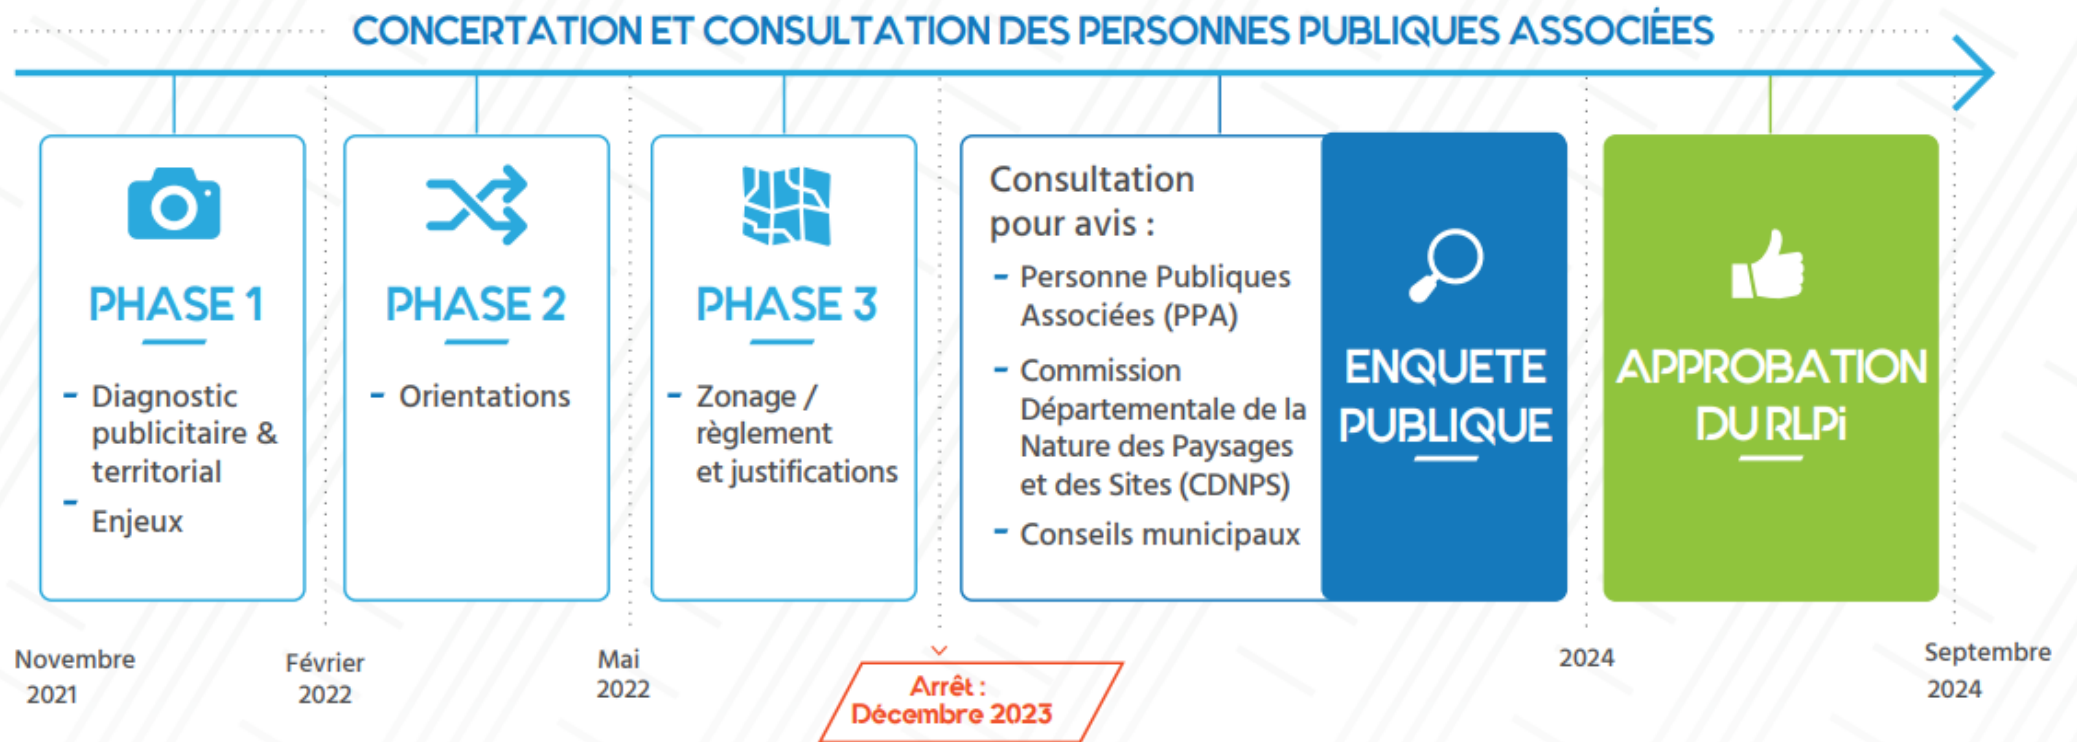 CONCERTATION ET CONSULTATION DES PERSONNES PUBLIQUES ASSOCIÉES
PHASE 1
- Diagnostic
publicitaire &
territorial
- Enjeux
PHASE 2
- Orientations
PHASE 3
- Zonage /
règlement
et justifications
Consultation
pour avis :
- Personne Publiques
Associées (PPA)
- Commission
Départementale de la
Nature des Paysages
et des Sites (CDNPS)
- Conseils municipaux
ENQUETE
PUBLIQUE
APPROBATION
DU RLPi
Novembre
2021
Février
2022
Mai
2022
Arrêt :
Décembre 2023
2024
Septembre
2024